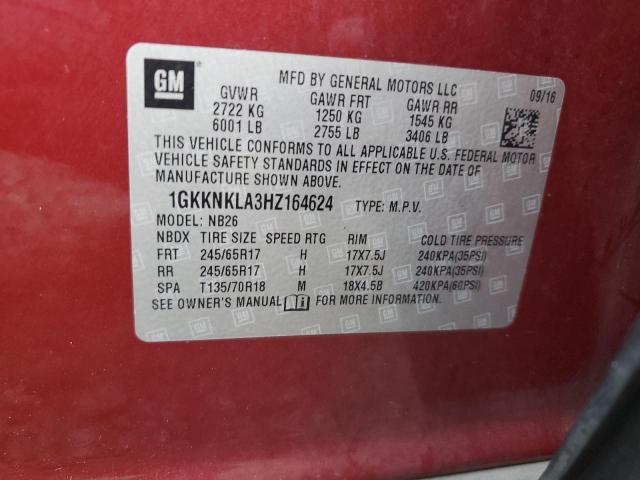 GM
MFD BY GENERAL MOTORS LLC
09/16
GVWR GAWR FRT GAWR RR
2722 KG 1250 KG 1545 KG
6001 LB 2755 LB 3406 LB
THIS VEHICLE CONFORMS TO ALL APPLICABLE U.S. FEDERAL MOTOR
VEHICLE SAFETY STANDARDS IN EFFECT ON THE DATE OF
MANUFACTURE SHOWN ABOVE.
1GKKNKLA3HZ164624 TYPE: M.P.V.
MODEL: NB26
NBDX TIRE SIZE SPEED RTG RIM COLD TIRE PRESSURE
FRT 245/65R17 H 17X7.5J 240KPA(35PSI)
RR 245/65R17 H 17X7.5J 240KPA(35PSI)
SPA T135/70R18 M 18X4.5B 420KPA(60PSI)
SEE OWNER'S MANUAL FOR MORE INFORMATION